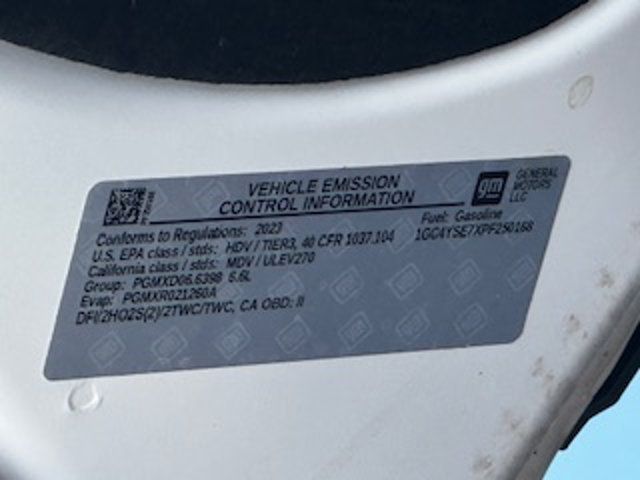 VEHICLE EMISSION
CONTROL INFORMATION
gm
GENERAL
MOTORS
LLC
Conforms to Regulations: 2023
Fuel: Gasoline
U.S. EPA class / stds: HDV / TIER3, 40 CFR 1037.104
1GC4YSE7XPF250168
California class / stds: MDV / ULEV270
Group: PGMXD06.6398 6.6L
Evap: PGMXR021260A
DFI/2HO2S(2)/2TWC/TWC, CA OBD: II